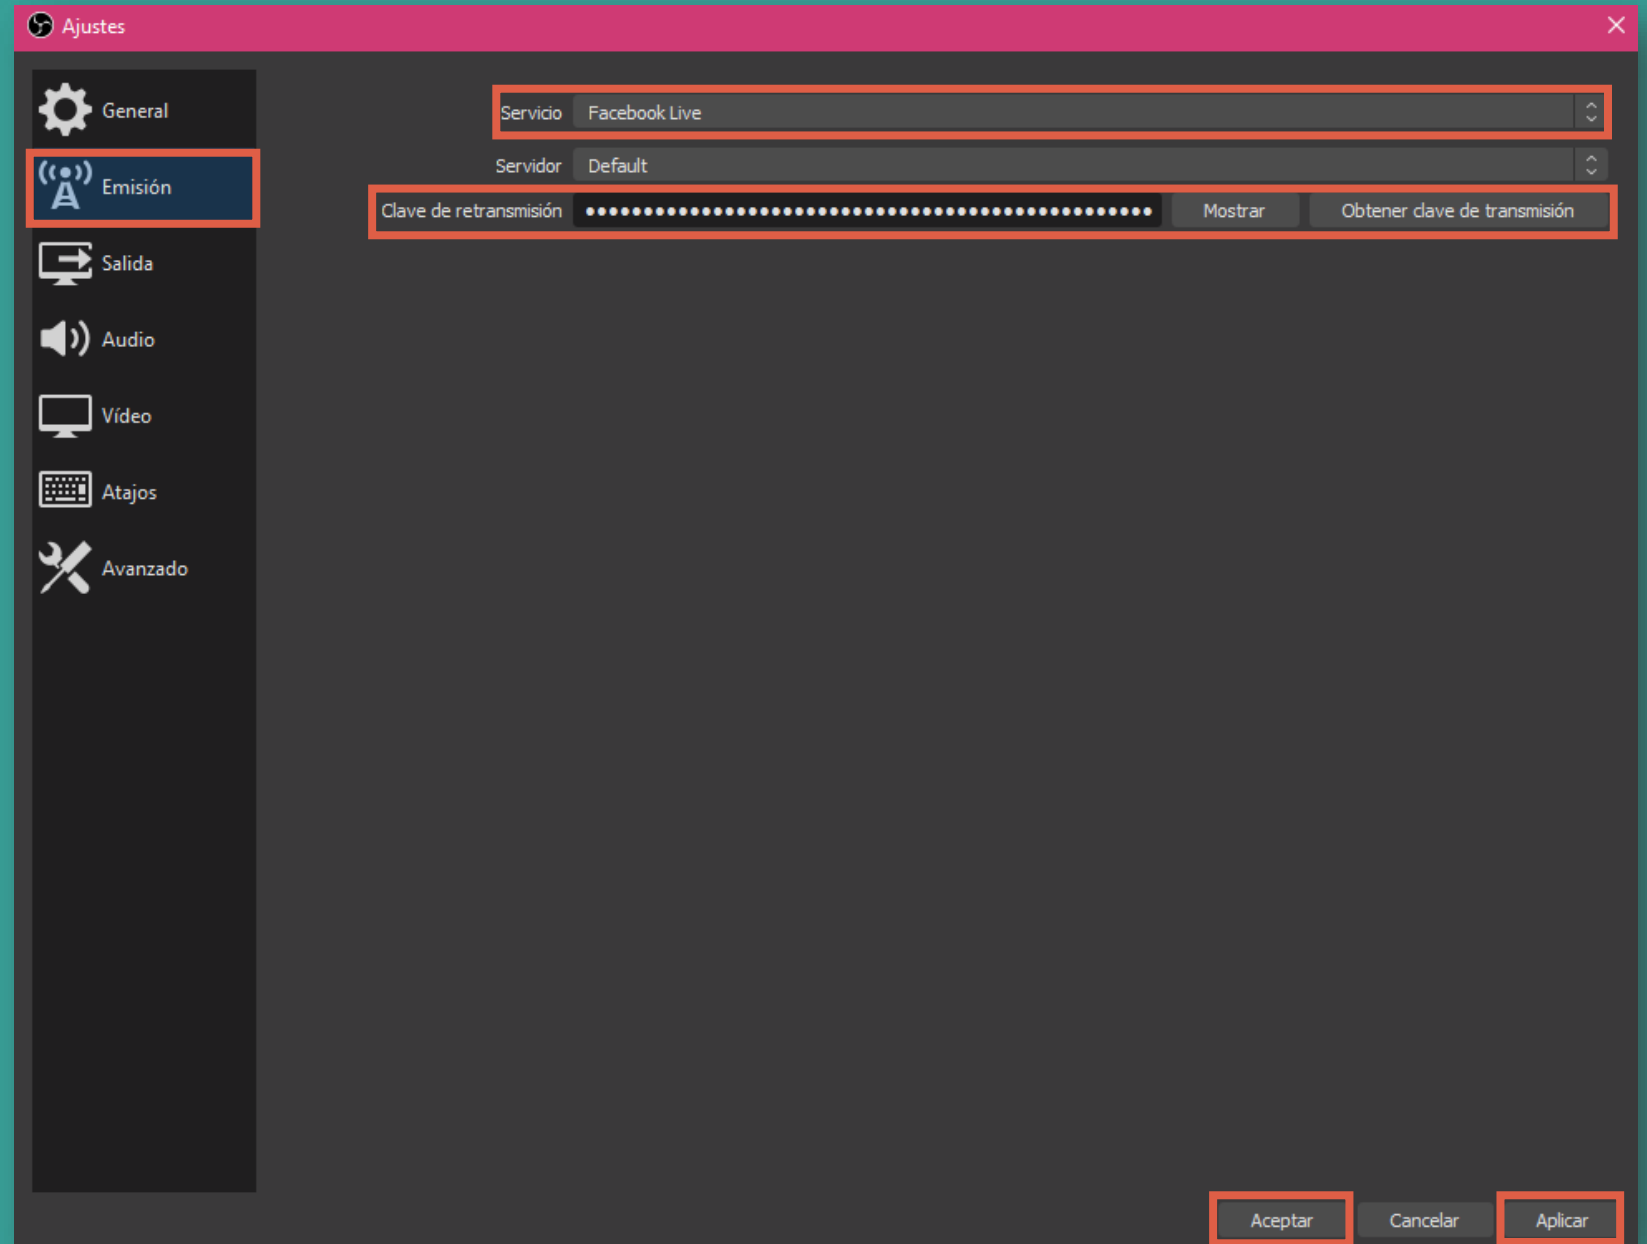 Ajustes
General
Emisión
Salida
Audio
Vídeo
Atajos
Avanzado
Servicio Facebook Live
Servidor Default
Clave de retransmisión ●●●●●●●●●●●●●●●●●●●●●●●●●●●●●●●●●●●●●●●●●●●●●●●●● Mostrar Obtener clave de transmisión
Aceptar Cancelar Aplicar